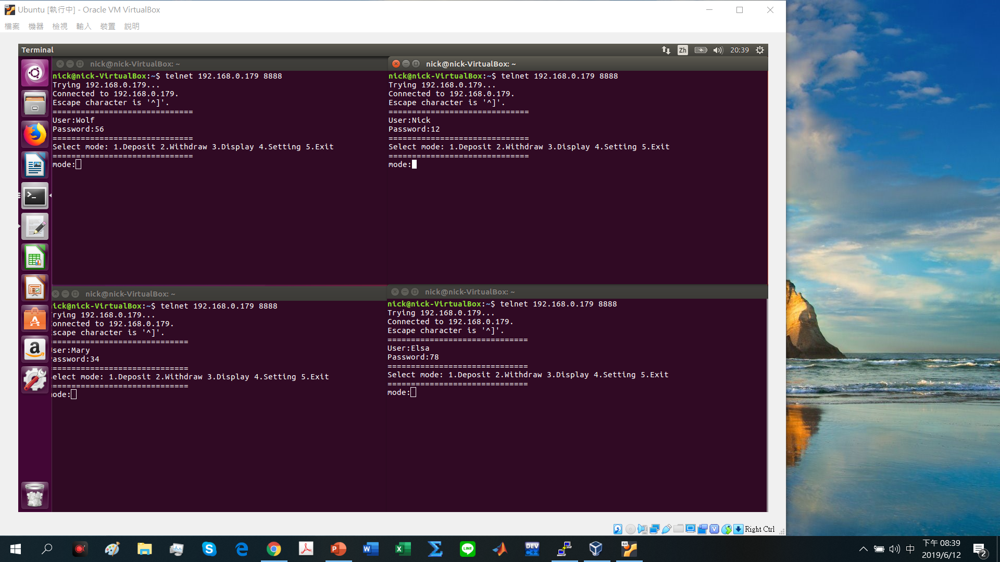 Ubuntu [執行中] - Oracle VM VirtualBox
檔案 機器 檢視 輸入 裝置 說明
Terminal
Zh
20:39
nick@nick-VirtualBox: ~
nick@nick-VirtualBox:~$ telnet 192.168.0.179 8888
Trying 192.168.0.179...
Connected to 192.168.0.179.
Escape character is '^]'.
==============================
User:Wolf
Password:56
==============================
Select mode: 1.Deposit 2.Withdraw 3.Display 4.Setting 5.Exit
==============================
mode:
nick@nick-VirtualBox: ~
nick@nick-VirtualBox:~$ telnet 192.168.0.179 8888
Trying 192.168.0.179...
Connected to 192.168.0.179.
Escape character is '^]'.
==============================
User:Nick
Password:12
==============================
Select mode: 1.Deposit 2.Withdraw 3.Display 4.Setting 5.Exit
==============================
mode:
nick@nick-VirtualBox: ~
ick@nick-VirtualBox:~$ telnet 192.168.0.179 8888
rying 192.168.0.179...
onnected to 192.168.0.179.
scape character is '^]'.
==============================
ser:Mary
assword:34
==============================
elect mode: 1.Deposit 2.Withdraw 3.Display 4.Setting 5.Exit
==============================
ode:
nick@nick-VirtualBox: ~
nick@nick-VirtualBox:~$ telnet 192.168.0.179 8888
Trying 192.168.0.179...
Connected to 192.168.0.179.
Escape character is '^]'.
==============================
User:Elsa
Password:78
==============================
Select mode: 1.Deposit 2.Withdraw 3.Display 4.Setting 5.Exit
==============================
mode:
Right Ctrl
LINE
DEV
C++
64
中
下午 08:39
2019/6/12
2